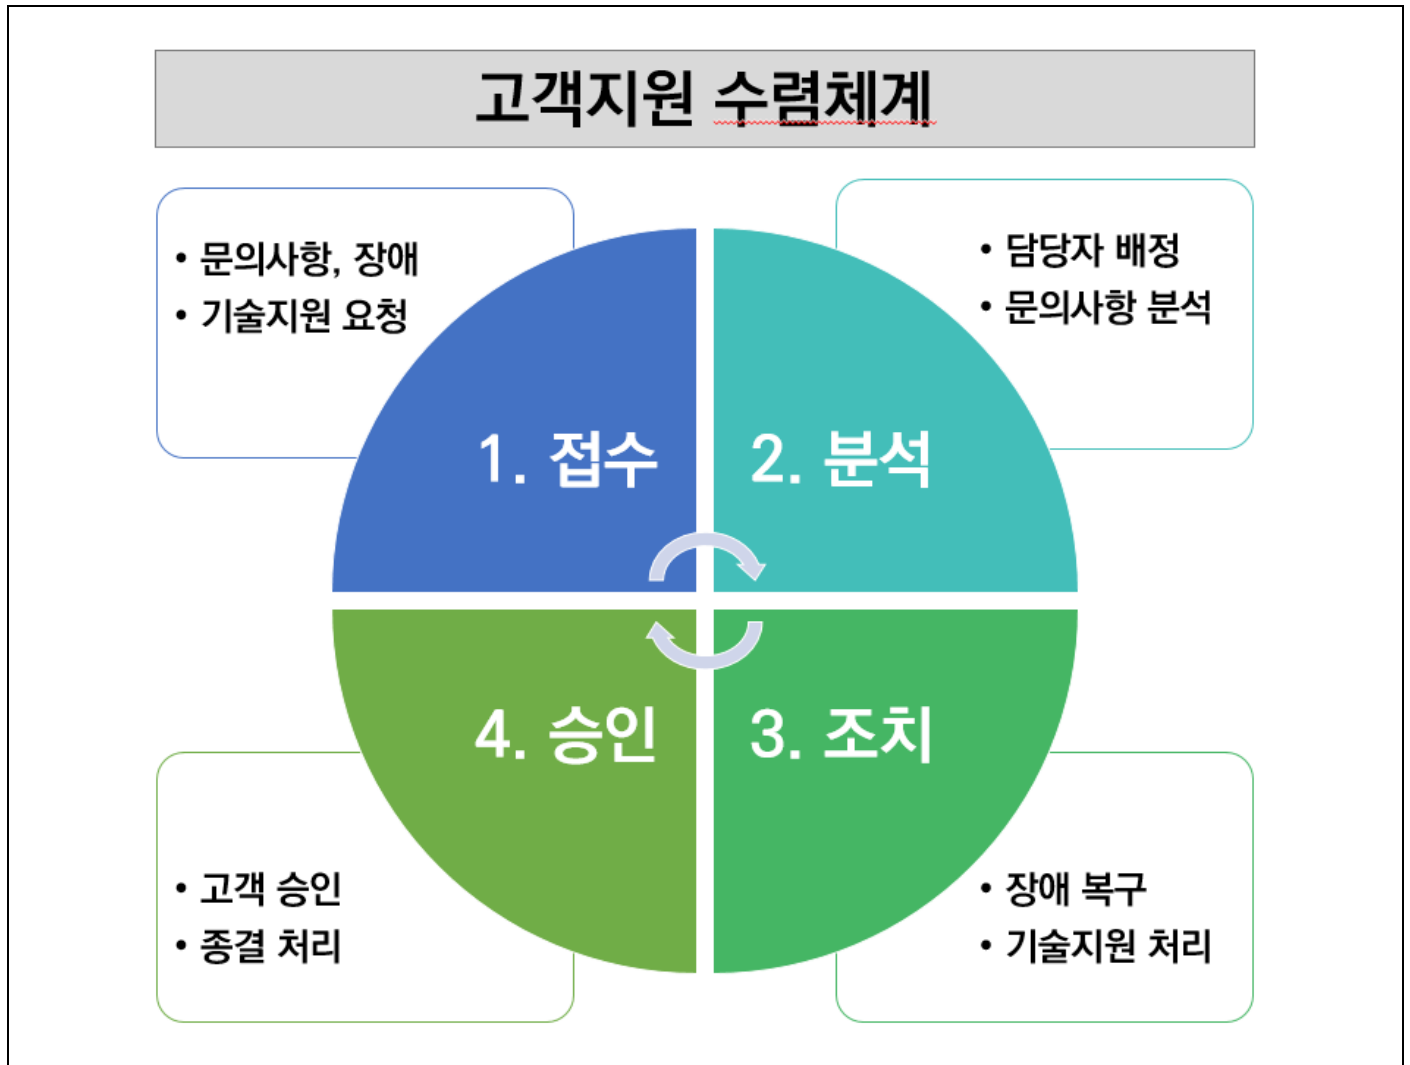 고객지원 수렴체계
• 문의사항, 장애
• 기술지원 요청
• 담당자 배정
• 문의사항 분석
1. 접수
2. 분석
4. 승인
3. 조치
• 고객 승인
• 종결 처리
• 장애 복구
• 기술지원 처리